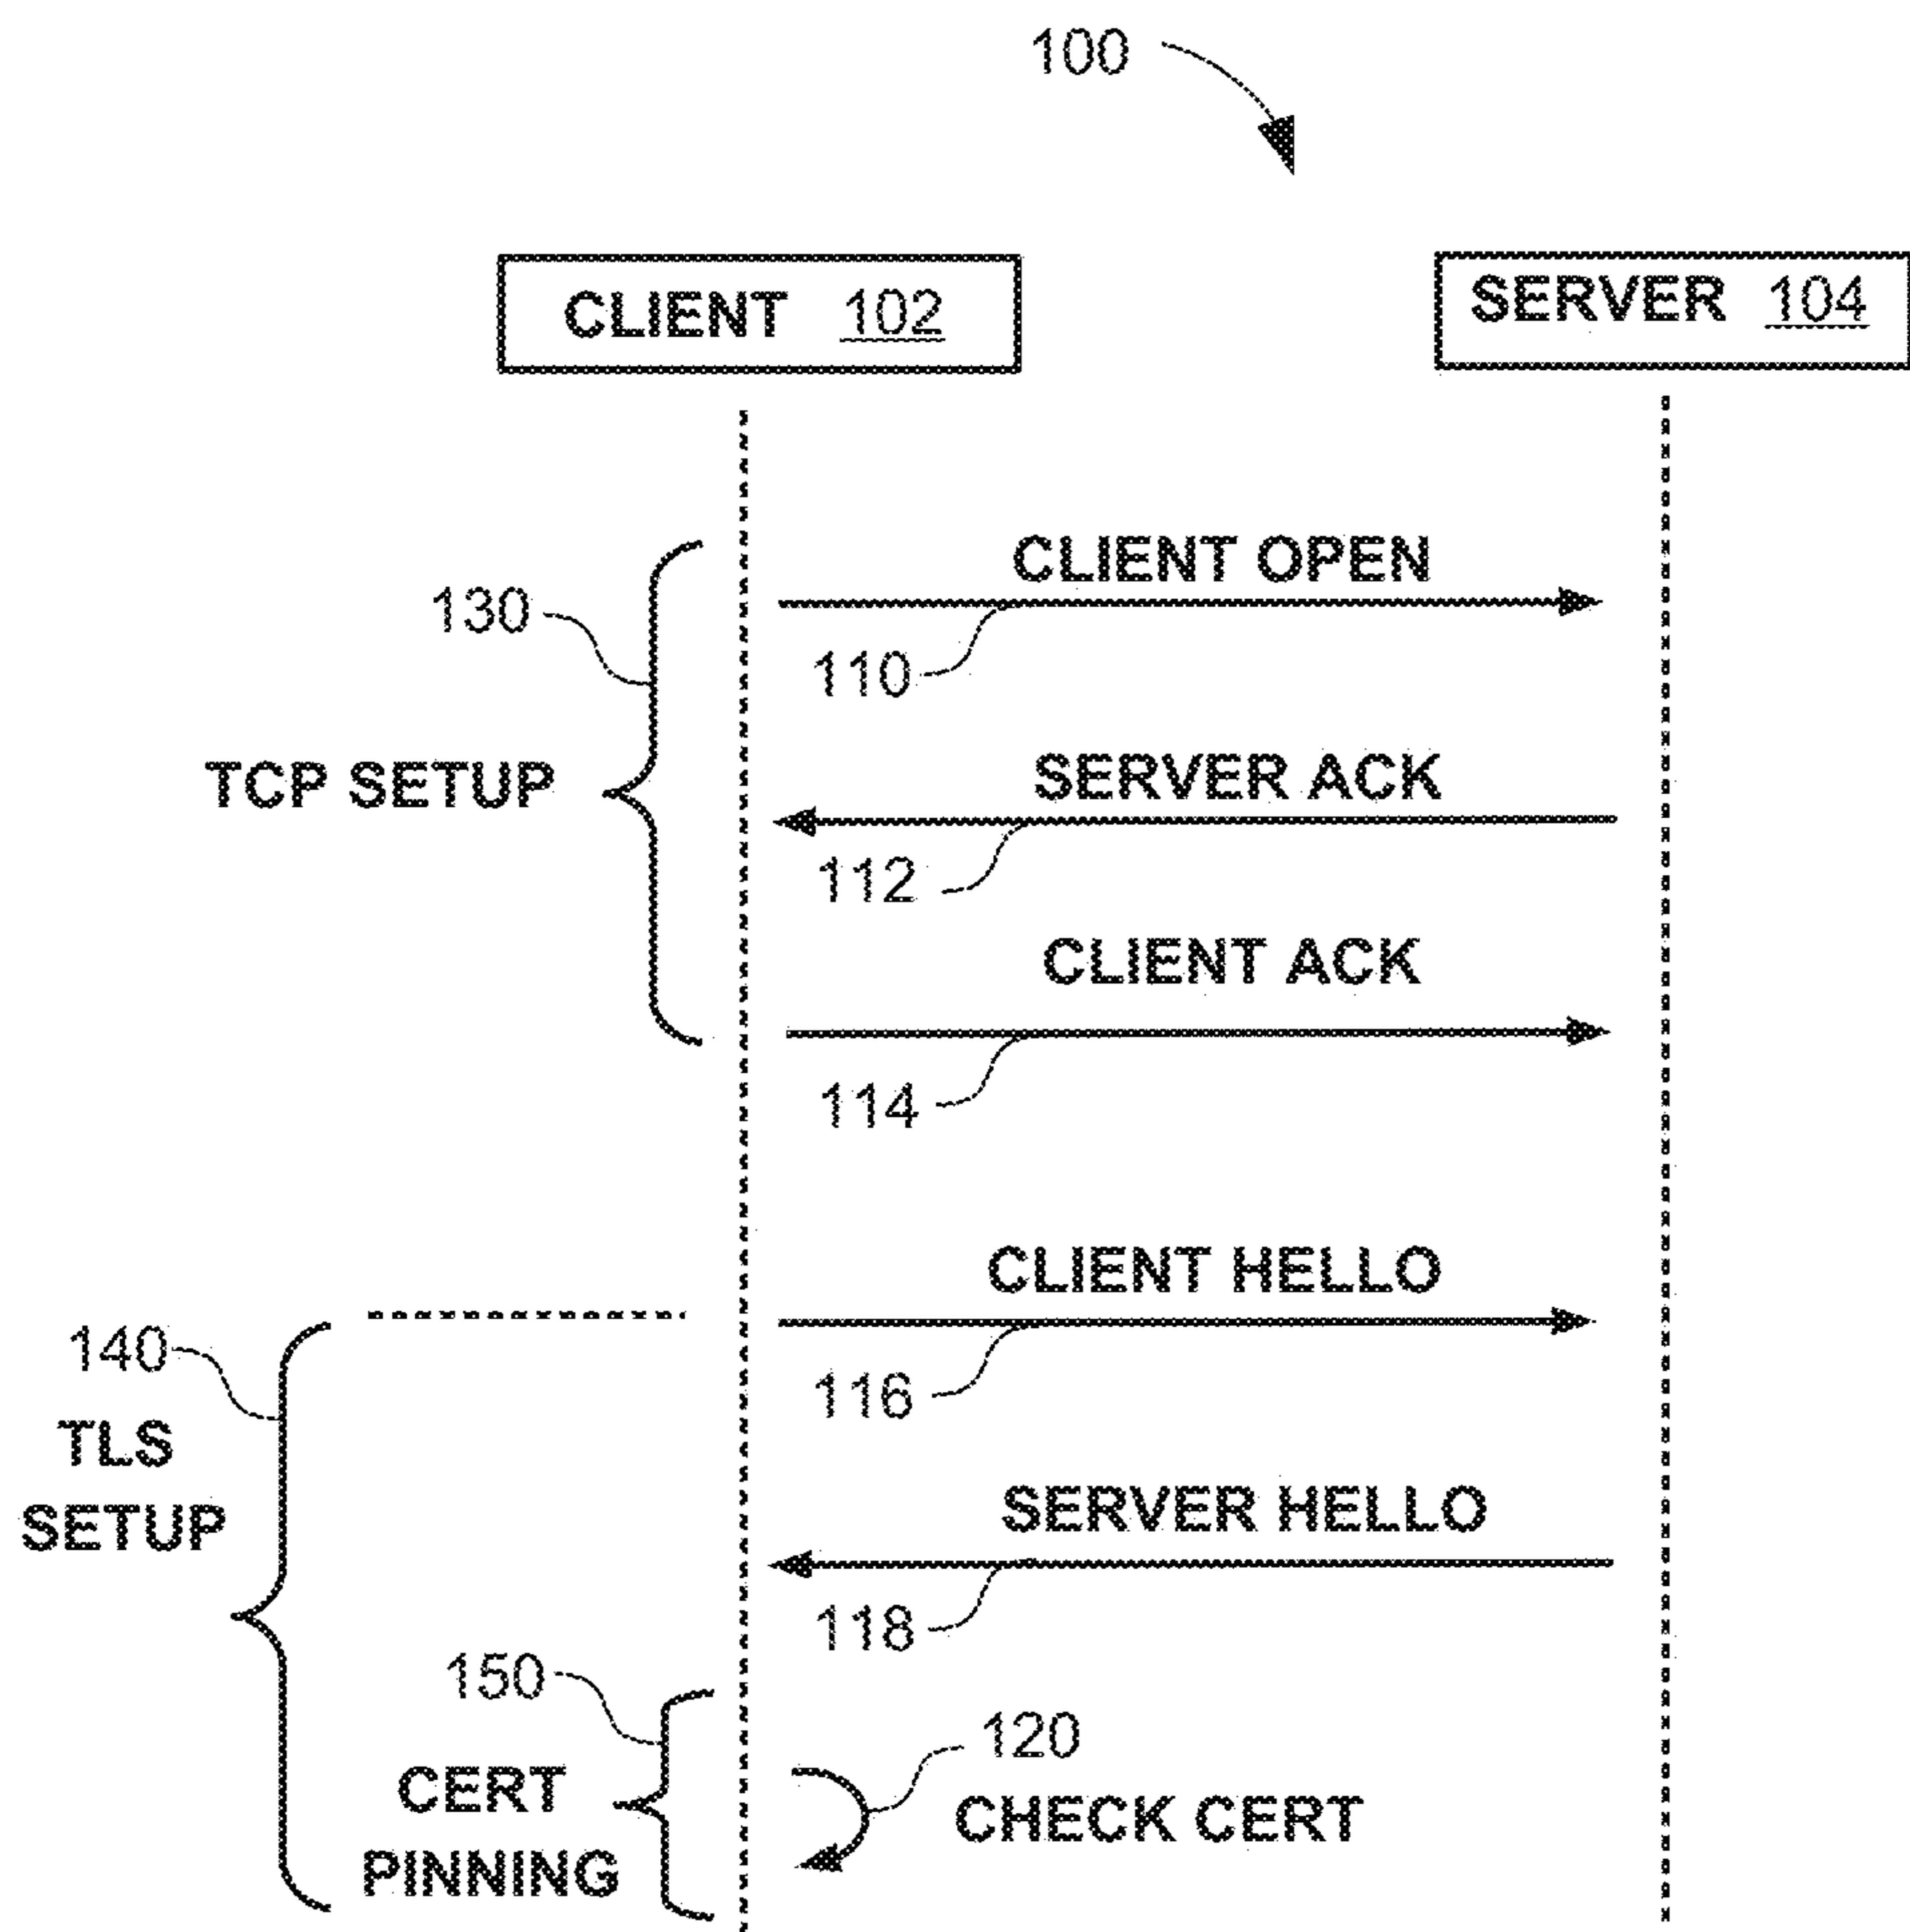 100
CLIENT 102
SERVER 104
CLIENT OPEN
130
110
TCP SETUP
SERVER ACK
112
CLIENT ACK
114
CLIENT HELLO
140
116
TLS
SETUP
SERVER HELLO
118
150
120
CERT
PINNING
CHECK CERT